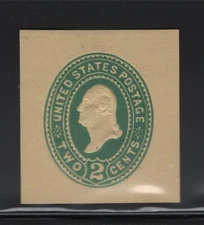 UNITED STATES POSTAGE
TWO 2 CENTS